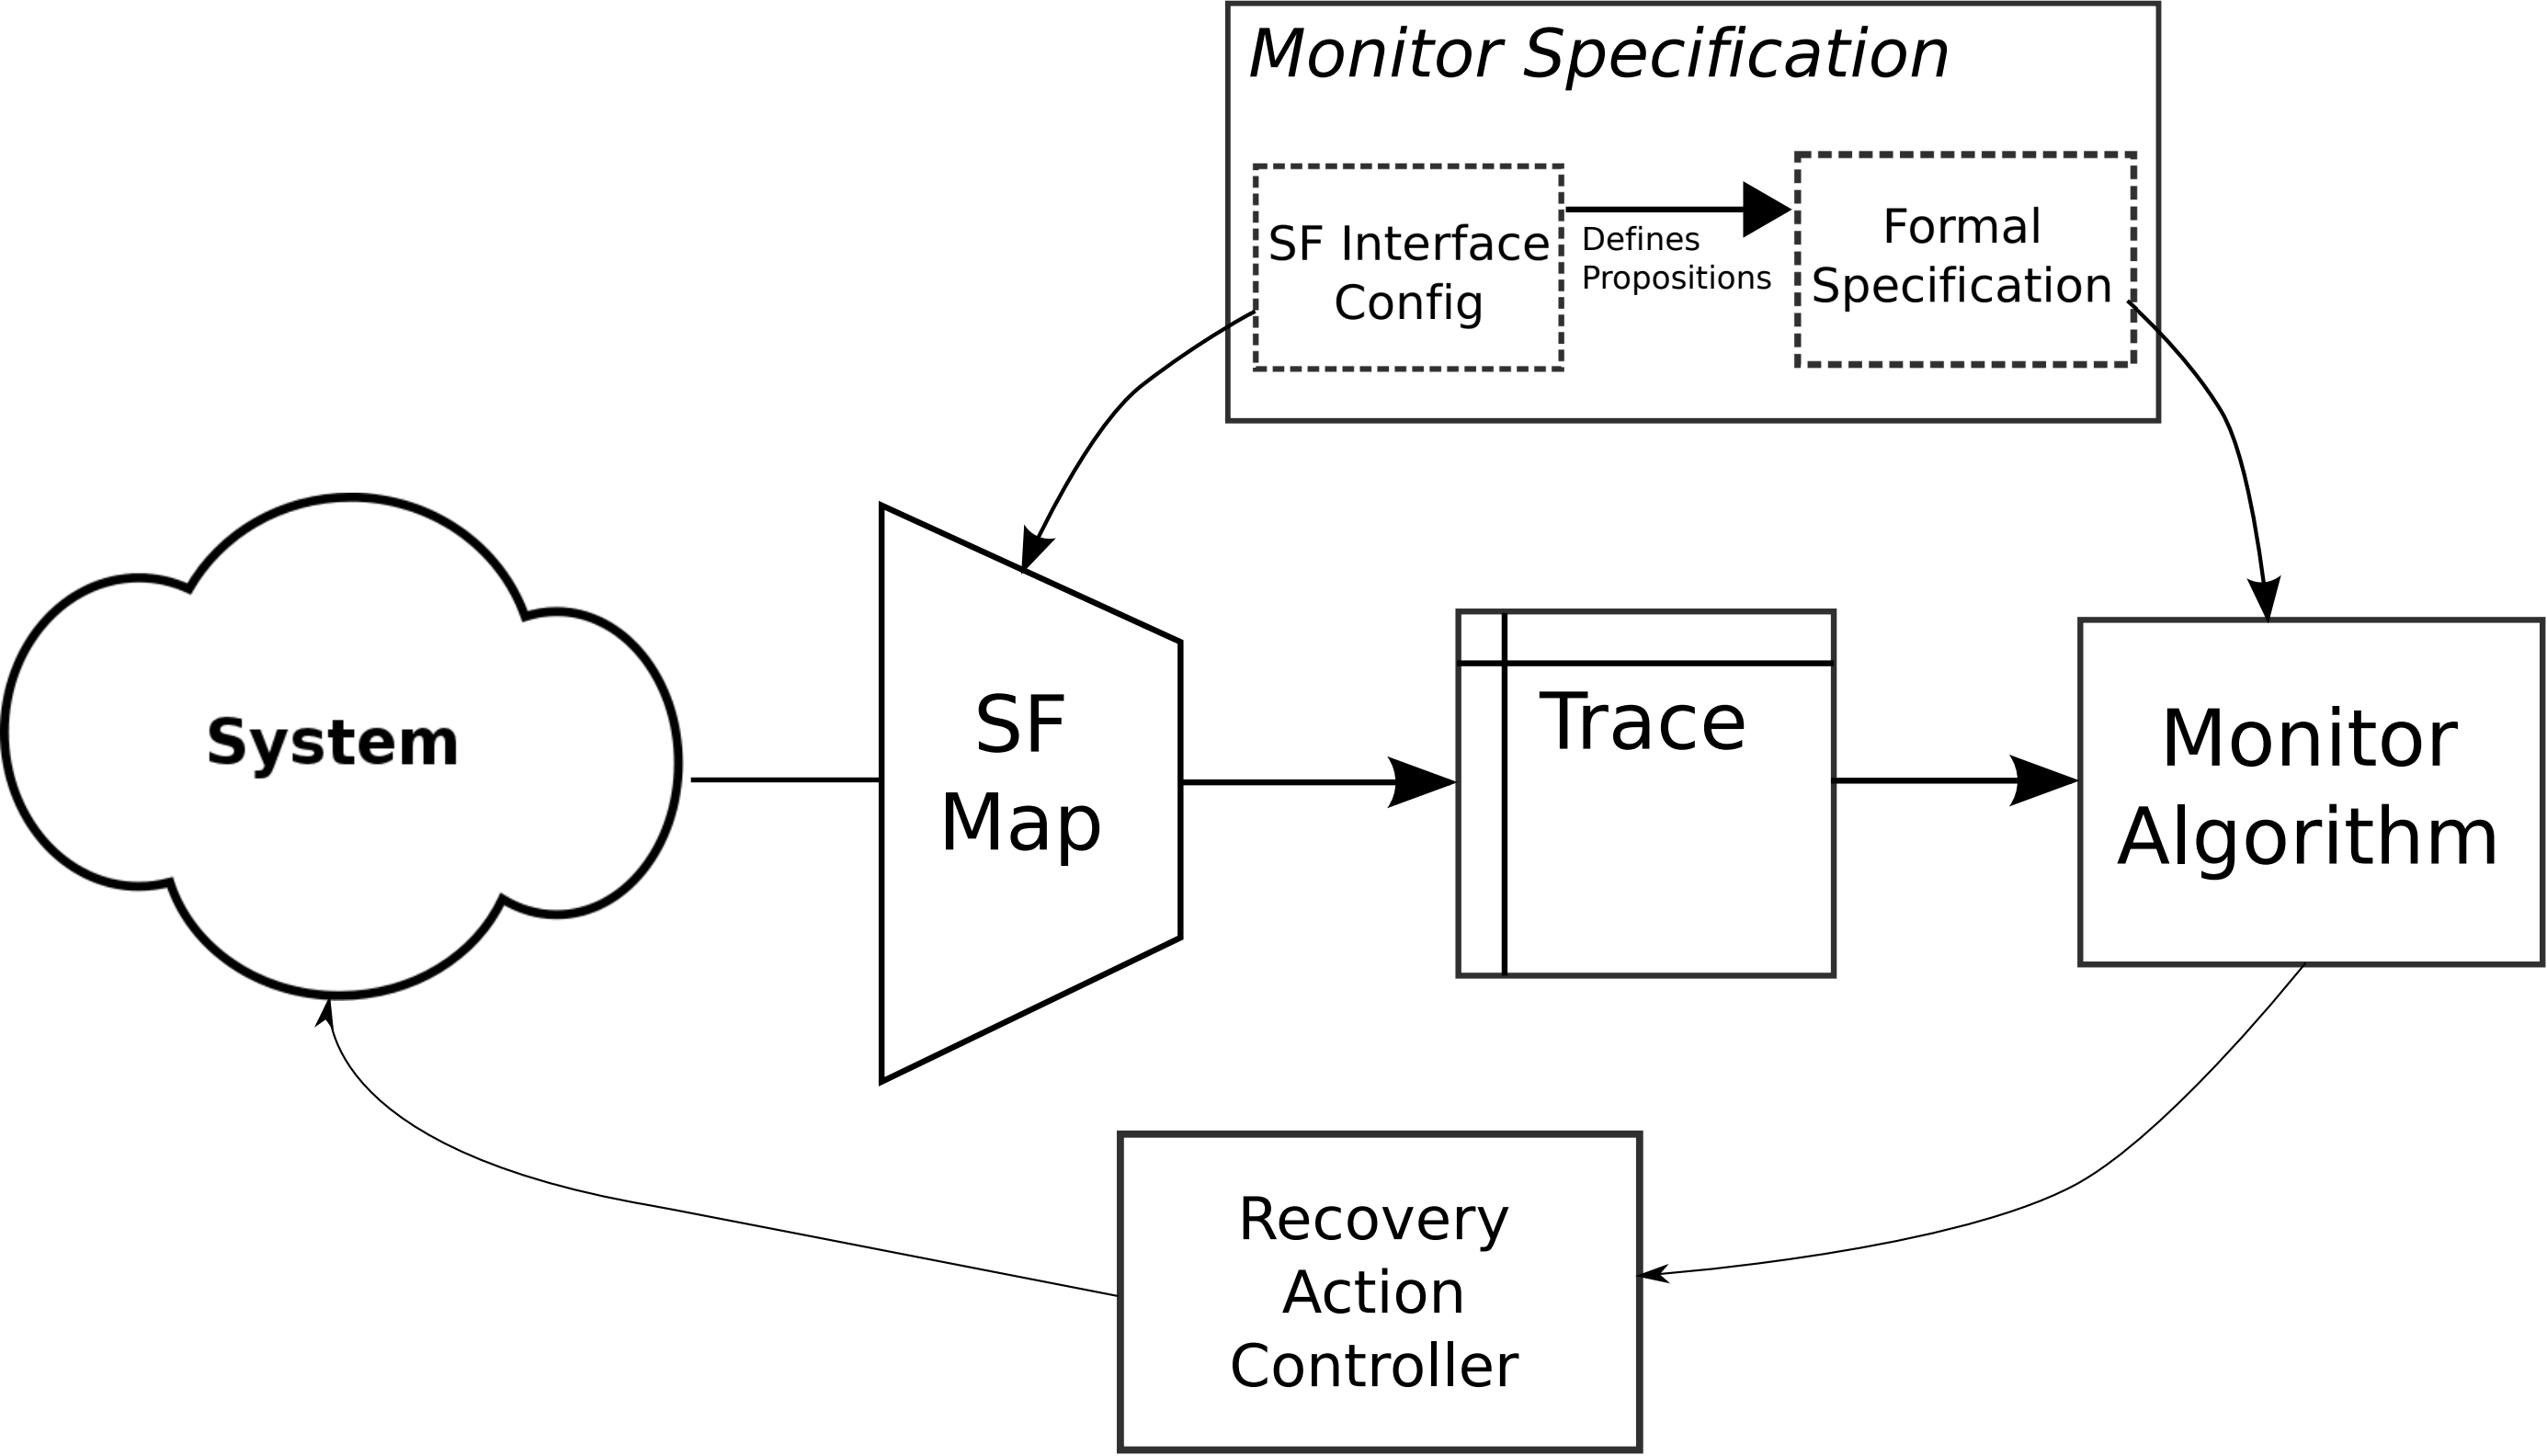 Monitor Specification
SF Interface
Config
Defines
Propositions
Formal
Specification
System
SF
Map
Trace
Monitor
Algorithm
Recovery
Action
Controller